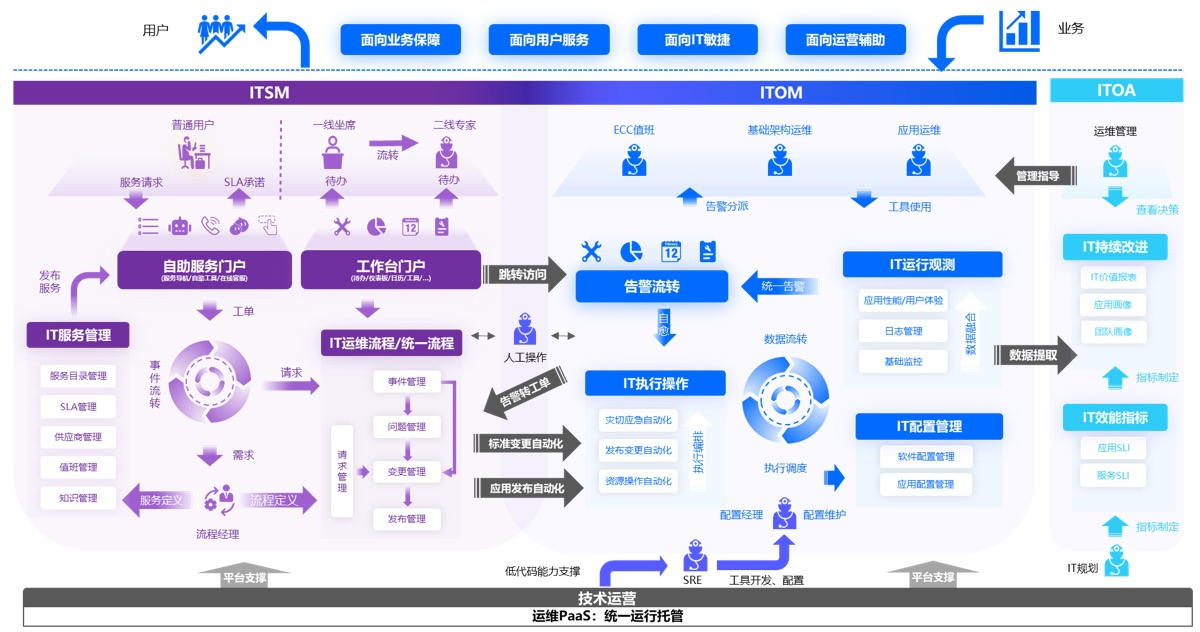 用户
面向业务保障
面向用户服务
面向IT敏捷
面向运营辅助
业务
ITSM
ITOM
ITOA
普通用户
一线坐席
二线专家
流转
服务请求
SLA承诺
待办
待办
ECC值班
基础架构运维
应用运维
告警分派
工具使用
管理指导
运维管理
查看决策
12
12
自助服务门户
(服务导航/自助工具/在线客服)
工作台门户
(待办/仪表板/日历/工具/...)
跳转访问
告警流转
统一告警
IT运行观测
应用性能/用户体验
日志管理
基础监控
数据融合
IT持续改进
IT价值报表
应用画像
团队画像
发布
服务
工单
IT服务管理
服务目录管理
SLA管理
供应商管理
值班管理
知识管理
事件流转
请求
需求
服务定义
流程定义
流程经理
IT运维流程/统一流程
事件管理
问题管理
变更管理
发布管理
请求管理
人工操作
自愈
告警转工单
标准变更自动化
应用发布自动化
IT执行操作
灾切应急自动化
发布变更自动化
资源操作自动化
执行编排
数据流转
执行调度
数据提取
IT配置管理
软件配置管理
应用配置管理
配置经理
配置维护
指标制定
IT效能指标
应用SLI
服务SLI
指标制定
IT规划
平台支撑
低代码能力支撑
SRE
工具开发、配置
平台支撑
技术运营
运维PaaS：统一运行托管